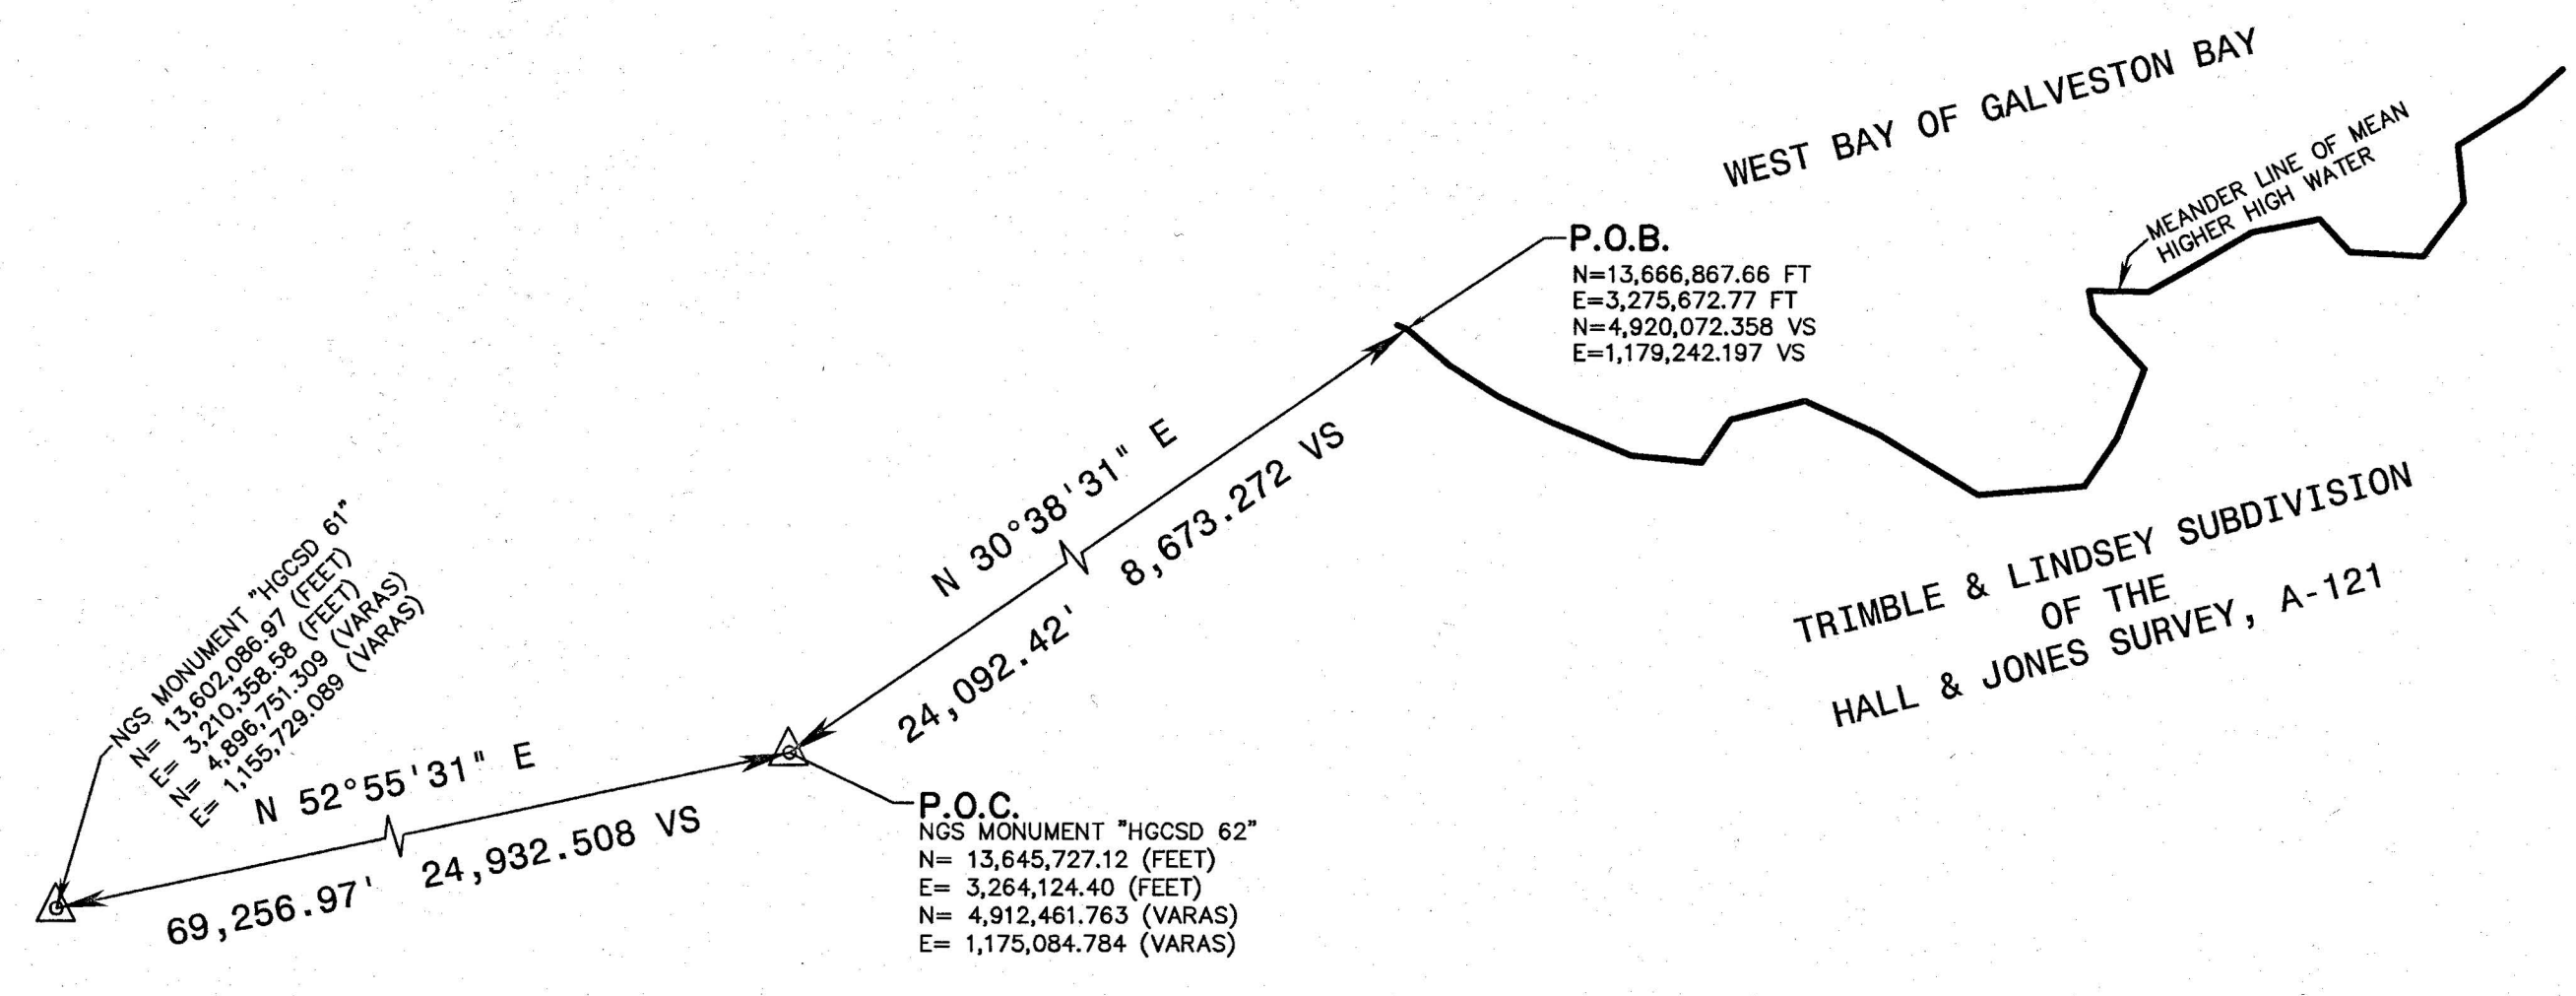 WEST BAY OF GALVESTON BAY
MEANDER LINE OF MEAN
HIGHER HIGH WATER
P.O.B.
N=13,666,867.66 FT
E=3,275,672.77 FT
N=4,920,072.358 VS
E=1,179,242.197 VS
N 30°38'31" E
24,092.42' 8,673.272 VS
TRIMBLE & LINDSEY SUBDIVISION
OF THE
HALL & JONES SURVEY, A-121
NGS MONUMENT "HGCSD 61"
N= 13,602,086.97 (FEET)
E= 3,210,358.58 (FEET)
N= 4,896,751.309 (VARAS)
E= 1,155,729.089 (VARAS)
N 52°55'31" E
69,256.97' 24,932.508 VS
P.O.C.
NGS MONUMENT "HGCSD 62"
N= 13,645,727.12 (FEET)
E= 3,264,124.40 (FEET)
N= 4,912,461.763 (VARAS)
E= 1,175,084.784 (VARAS)